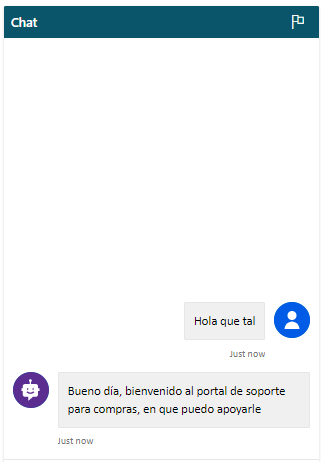 Chat
Hola que tal
Just now
Bueno día, bienvenido al portal de soporte
para compras, en que puedo apoyarle
Just now